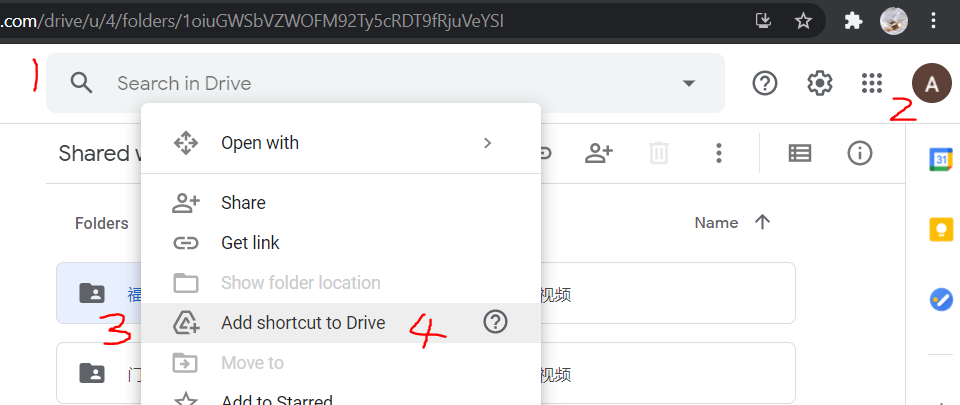 .com/drive/u/4/folders/1oiuGWSbVZWOFM92Ty5cRDT9fRjuVeYSI
1
Search in Drive
A
2
Open with
Shared w
31
Share
Folders
Name
Get link
Show folder location
福
视频
3
Add shortcut to Drive
4
Move to
门
视频
Add to Starred